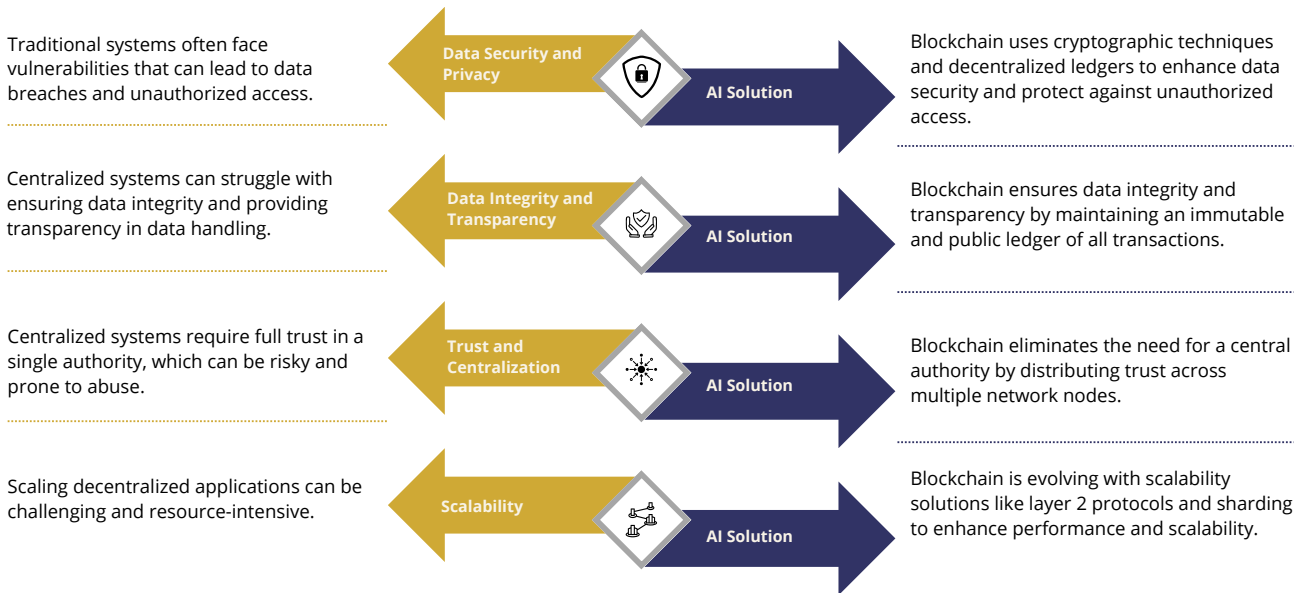 Traditional systems often face
vulnerabilities that can lead to data
breaches and unauthorized access.
Data Security and
Privacy
AI Solution
Blockchain uses cryptographic techniques
and decentralized ledgers to enhance data
security and protect against unauthorized
access.
Centralized systems can struggle with
ensuring data integrity and providing
transparency in data handling.
Data Integrity and
Transparency
AI Solution
Blockchain ensures data integrity and
transparency by maintaining an immutable
and public ledger of all transactions.
Centralized systems require full trust in a
single authority, which can be risky and
prone to abuse.
Trust and
Centralization
AI Solution
Blockchain eliminates the need for a central
authority by distributing trust across
multiple network nodes.
Scaling decentralized applications can be
challenging and resource-intensive.
Scalability
AI Solution
Blockchain is evolving with scalability
solutions like layer 2 protocols and sharding
to enhance performance and scalability.